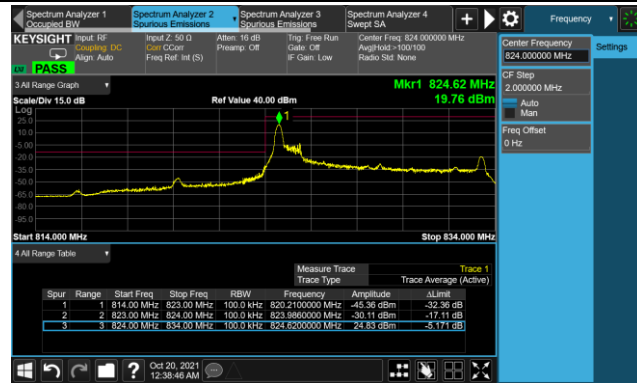 Spectrum Analyzer 1
Occupied BW
Spectrum Analyzer 2
Spurious Emissions
Spectrum Analyzer 3
Spurious Emissions
Spectrum Analyzer 4
Swept SA
+
Frequency
KEYSIGHT
Input: RF
Coupling: DC
Align: Auto
Input Z: 50 Ω
Corr CCorr
Freq Ref: Int (S)
Atten: 16 dB
Preamp: Off
Trig: Free Run
Gate: Off
IF Gain: Low
Center Freq: 824.000000 MHz
Avg|Hold:>100/100
Radio Std: None
PASS
Center Frequency
824.000000 MHz
Settings
CF Step
2.000000 MHz
Auto
Man
Freq Offset
0 Hz
3 All Range Graph
Mkr1 824.62 MHz
19.76 dBm
Scale/Div 15.0 dB
Ref Value 40.00 dBm
Log
25.0
10.0
-5.00
-20.0
-35.0
-50.0
-65.0
-80.0
-95.0
1
Start 814.000 MHz
Stop 834.000 MHz
4 All Range Table
Measure Trace Trace 1
Trace Type Trace Average (Active)
Spur Range Start Freq Stop Freq RBW Frequency Amplitude ΔLimit
1 1 814.00 MHz 823.00 MHz 100.0 kHz 820.2100000 MHz -45.36 dBm -32.36 dB
2 2 823.00 MHz 824.00 MHz 100.0 kHz 823.9860000 MHz -30.11 dBm -17.11 dB
3 3 824.00 MHz 834.00 MHz 100.0 kHz 824.6200000 MHz 24.83 dBm -5.171 dB
?
Oct 20, 2021
12:38:46 AM